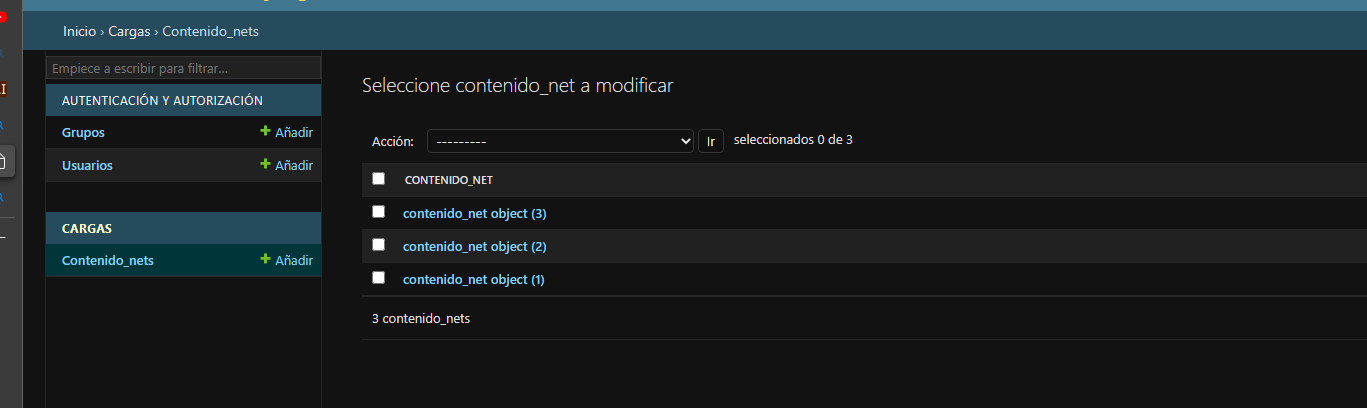 Inicio › Cargas › Contenido_nets
Empiece a escribir para filtrar...
AUTENTICACIÓN Y AUTORIZACIÓN
Grupos + Añadir
Usuarios + Añadir
CARGAS
Contenido_nets + Añadir
Seleccione contenido_net a modificar
Acción: --------- Ir seleccionados 0 de 3
CONTENIDO_NET
contenido_net object (3)
contenido_net object (2)
contenido_net object (1)
3 contenido_nets